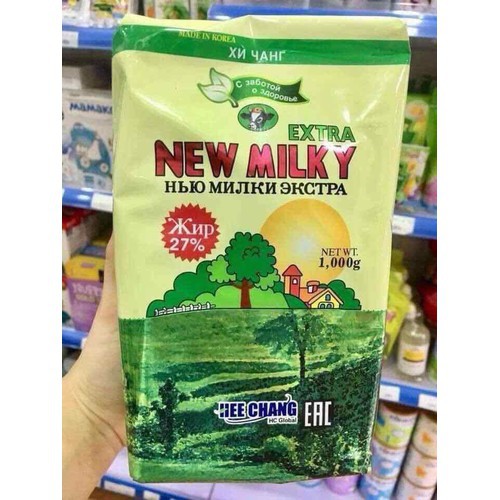 MADE IN KOREA
ХИ ЧАНГ
С заботой
о здоровье
EXTRA
NEW MILKY
НЬЮ МИЛКИ ЭКСТРА
Жир
27%
NET WT.
1,000g
HEE CHANG
HC Global
EAC
МАМАКО